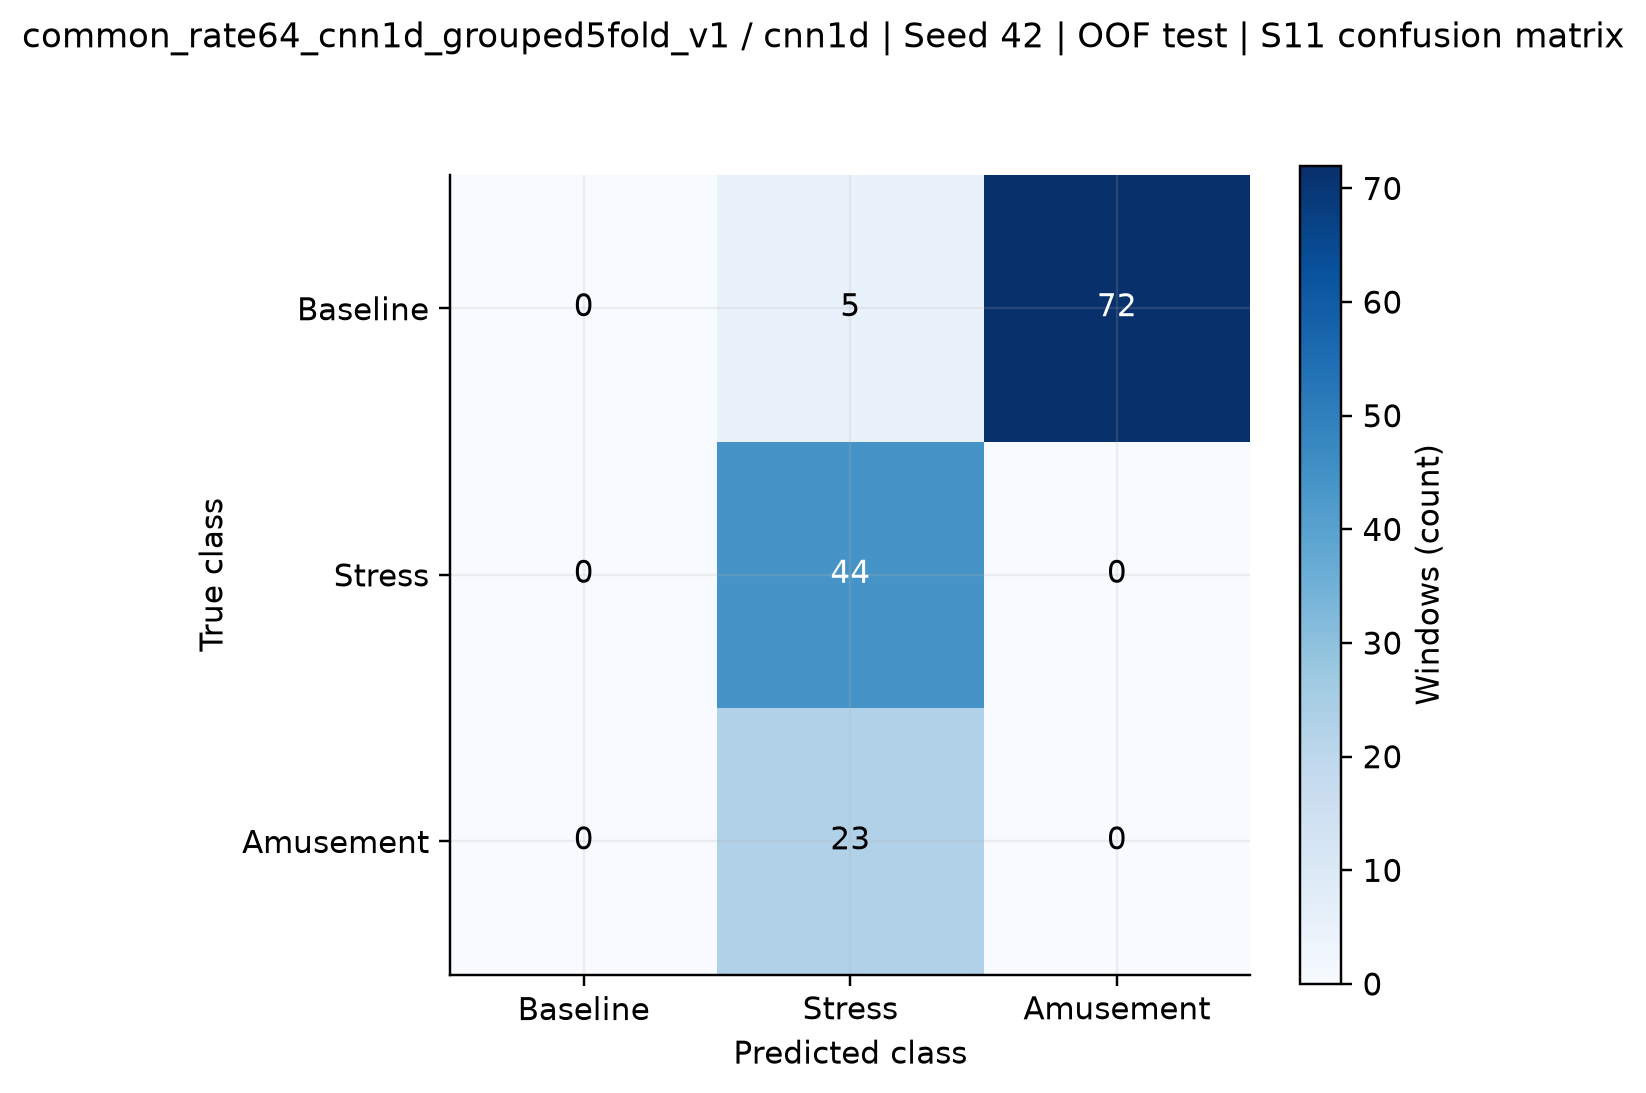 common_rate64_cnn1d_grouped5fold_v1 / cnn1d | Seed 42 | OOF test | S11 confusion matrix
Baseline 0 5 72
Stress 0 44 0
Amusement 0 23 0
Baseline Stress Amusement
Predicted class
True class
70
60
50
40
30
20
10
0
Windows (count)